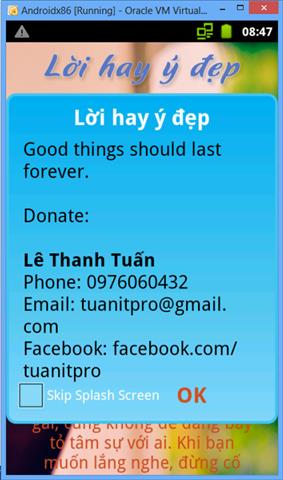 Androidx86 [Running] - Oracle VM Virtual...
08:47
Lời hay ý đẹp
Lời hay ý đẹp
Good things should last
forever.
Donate:
Lê Thanh Tuấn
Phone: 0976060432
Email: tuanitpro@gmail.
com
Facebook: facebook.com/
tuanitpro
Skip Splash Screen
OK
gái, cũng không dễ dàng bày
tỏ tâm sự với ai. Khi bạn
muốn lắng nghe, đừng cố